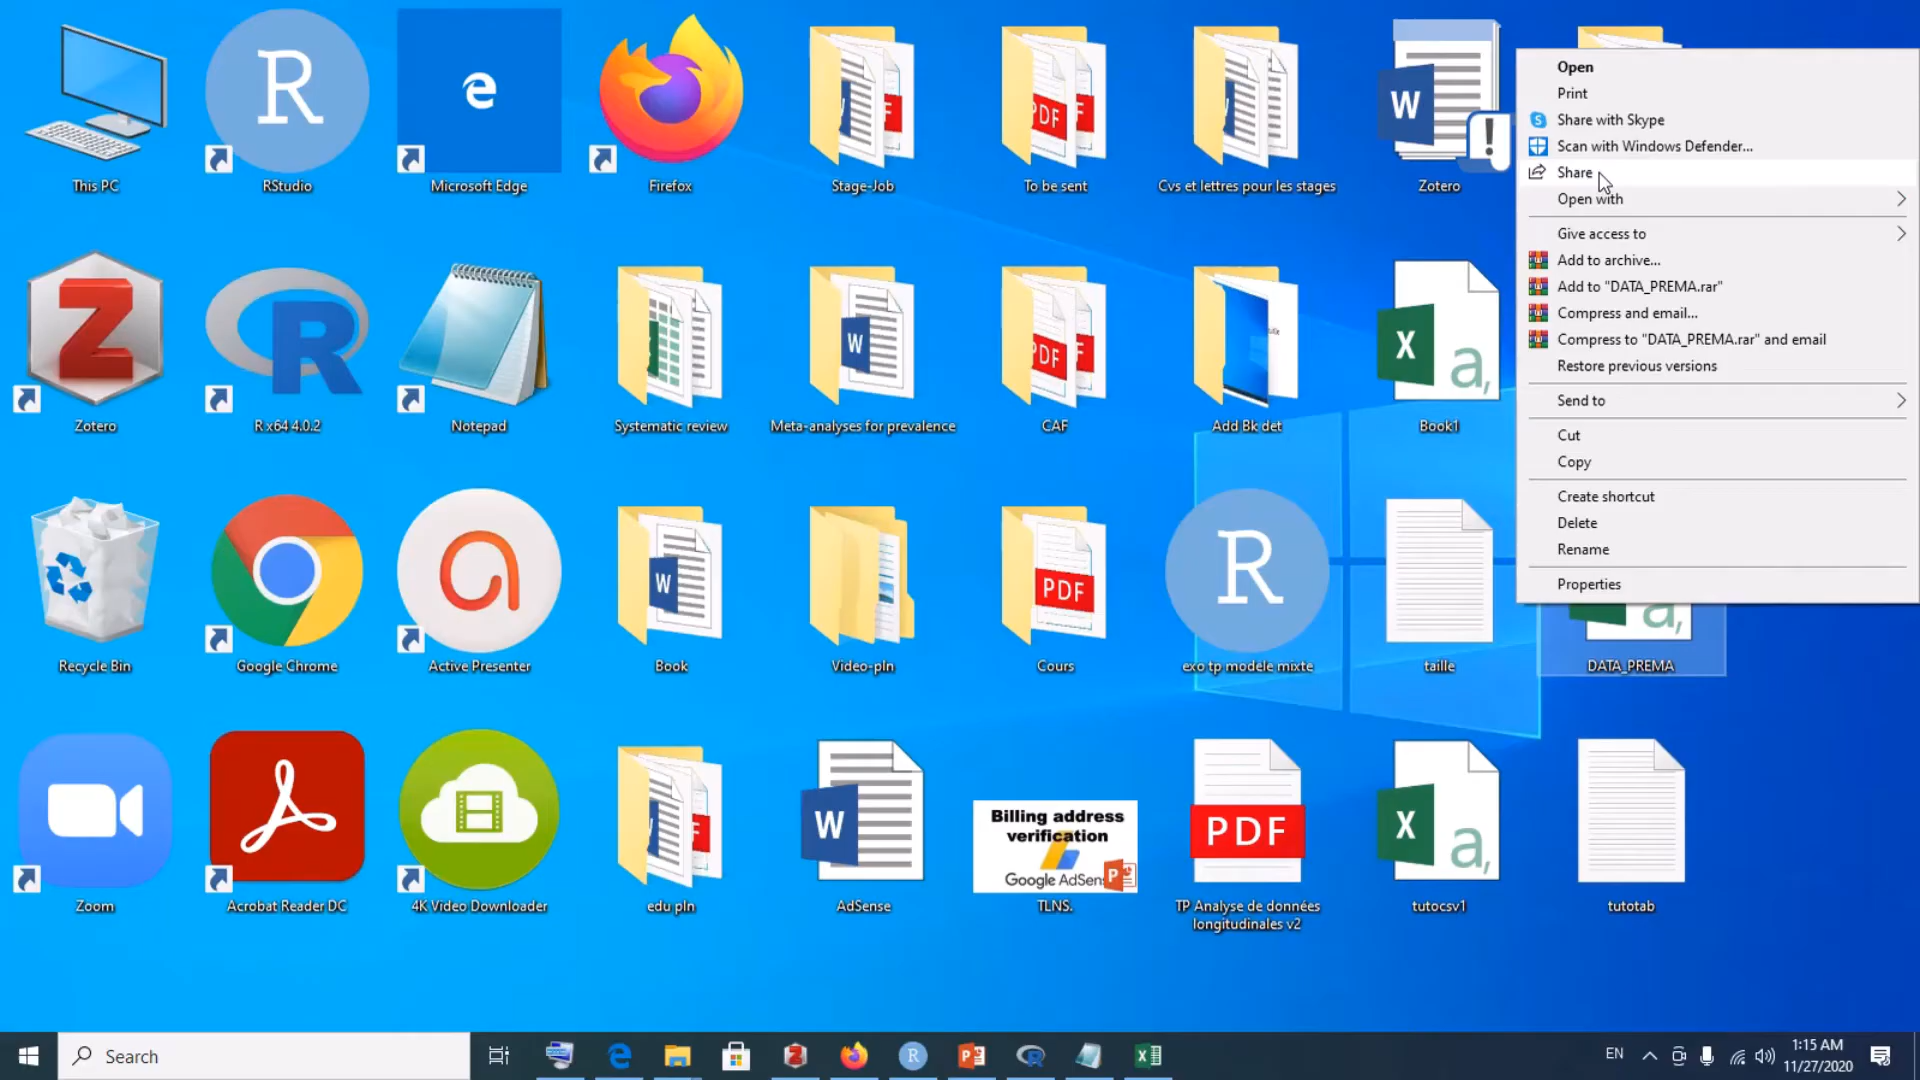 This PC
RStudio
Microsoft Edge
Firefox
Stage-Job
To be sent
Cvs et lettres pour les stages
Zotero
Open
Print
Share with Skype
Scan with Windows Defender...
Share
Open with
Give access to
Add to archive...
Add to "DATA_PREMA.rar"
Compress and email...
Compress to "DATA_PREMA.rar" and email
Restore previous versions
Send to
Cut
Copy
Create shortcut
Delete
Rename
Properties
Zotero
R x64 4.0.2
Notepad
Systematic review
Meta-analyses for prevalence
CAF
Add Bk det
Book1
Recycle Bin
Google Chrome
Active Presenter
Book
Video-pln
Cours
exo tp modele mixte
taille
DATA_PREMA
Billing address
verification
Google AdSens
PDF
Zoom
Acrobat Reader DC
4K Video Downloader
edu pln
AdSense
TLNS.
TP Analyse de données
longitudinales v2
tutocsv1
tutotab
Search
EN
1:15 AM
11/27/2020